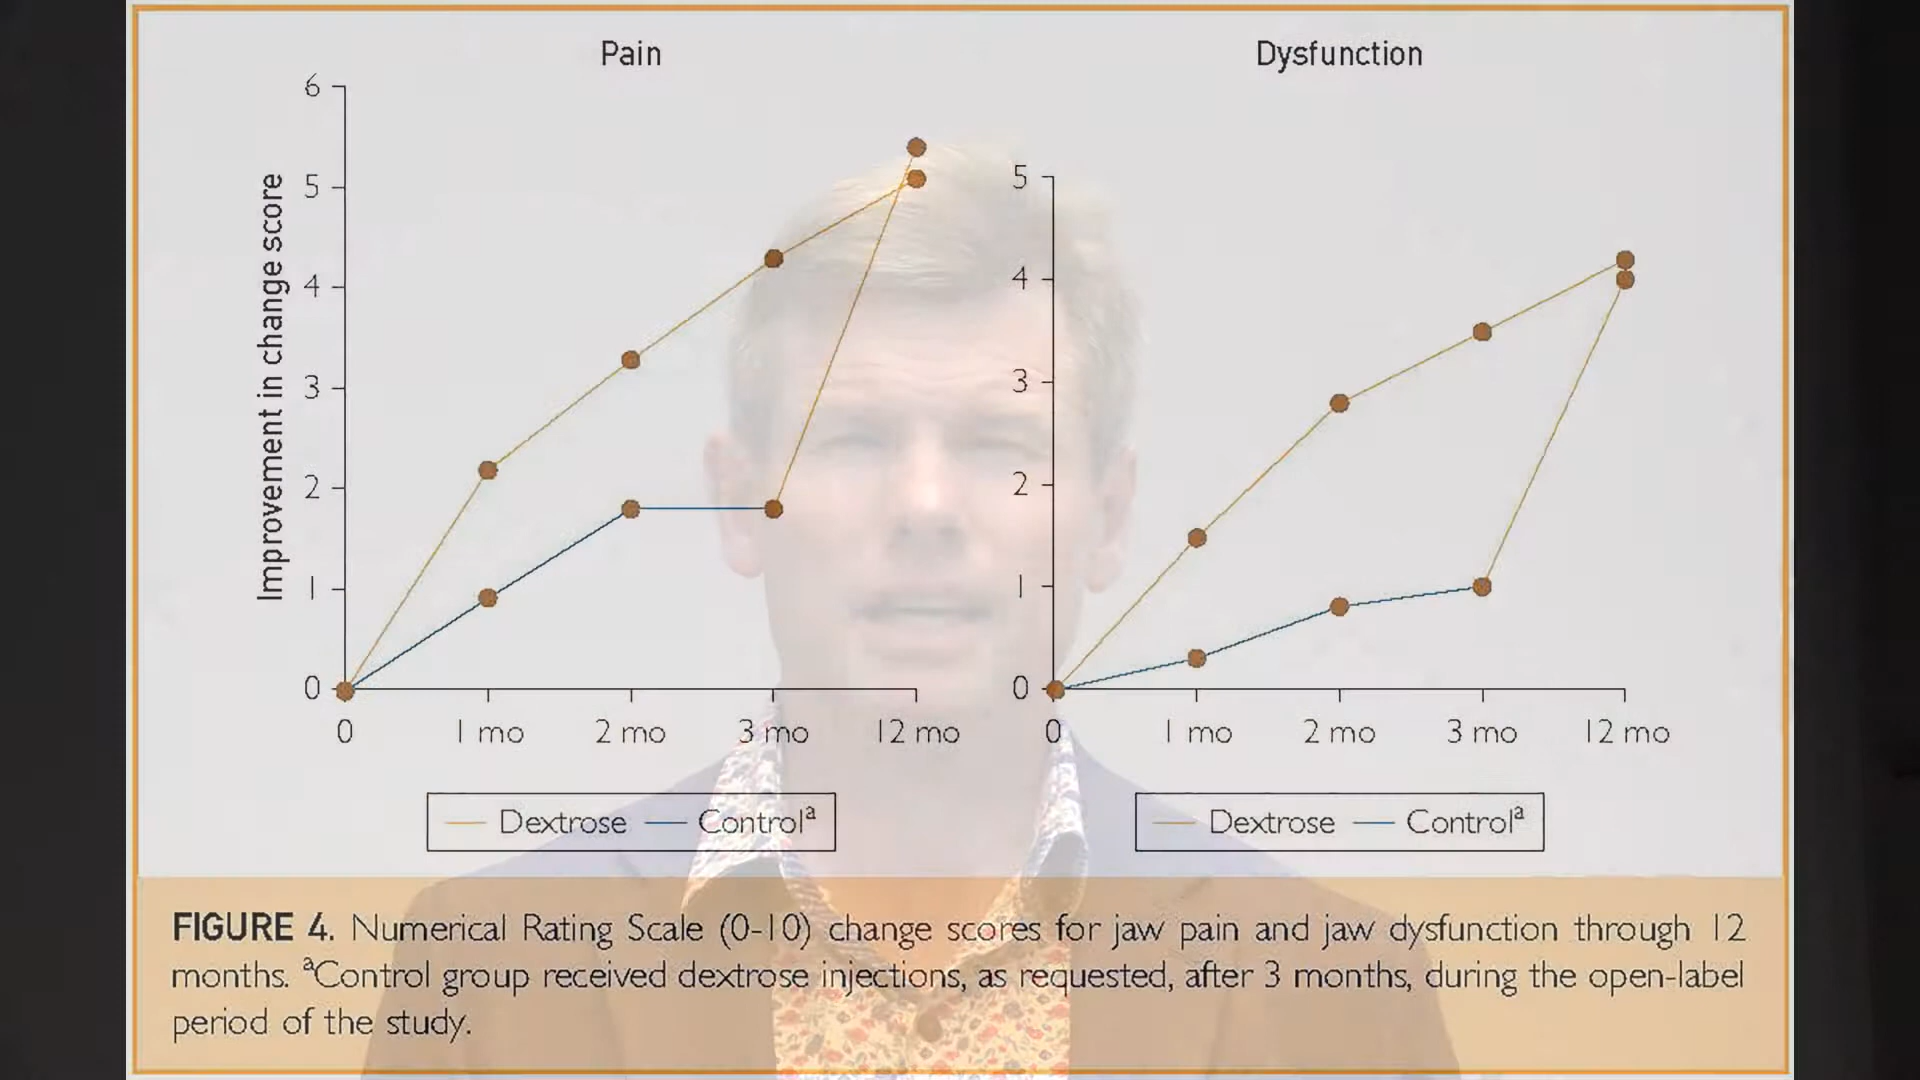 Pain
Dysfunction
Improvement in change score
6
5
4
3
2
1
0
0 1 mo 2 mo 3 mo 12 mo
5
4
3
2
1
0
0 1 mo 2 mo 3 mo 12 mo
Dextrose Controlª
Dextrose Controlª
FIGURE 4. Numerical Rating Scale (0-10) change scores for jaw pain and jaw dysfunction through 12
months. ªControl group received dextrose injections, as requested, after 3 months, during the open-label
period of the study.